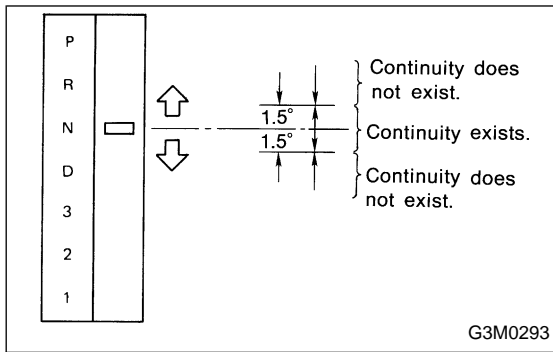 P
R
N
D
3
2
1
1.5°
1.5°
Continuity does
not exist.
Continuity exists.
Continuity does
not exist.
G3M0293